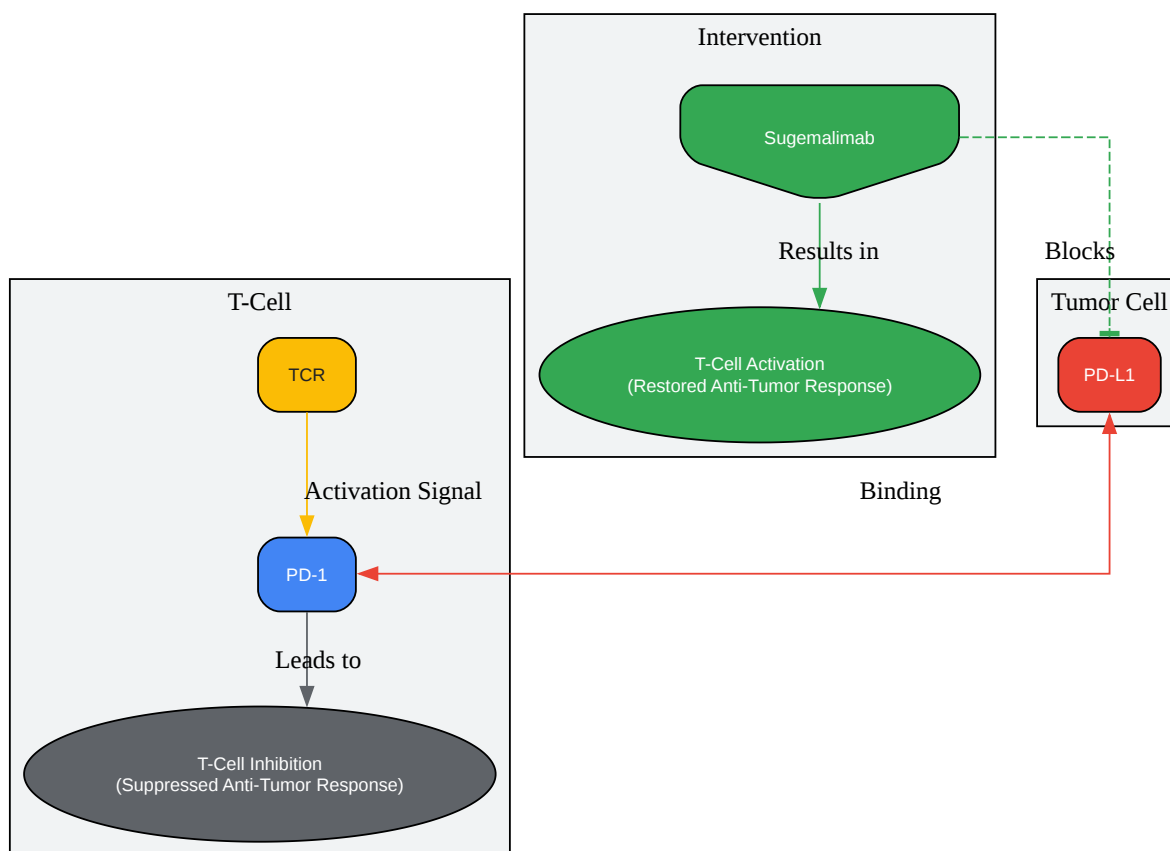 Intervention
Sugemalimab
Results in
Blocks
T-Cell Activation
(Restored Anti-Tumor Response)
Tumor Cell
PD-L1
T-Cell
TCR
Activation Signal
Binding
PD-1
Leads to
T-Cell Inhibition
(Suppressed Anti-Tumor Response)